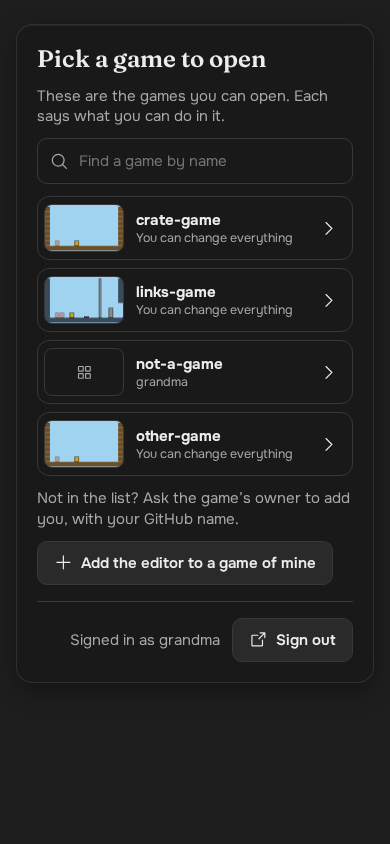 Pick a game to open
These are the games you can open. Each
says what you can do in it.
Find a game by name
crate-game
You can change everything
links-game
You can change everything
not-a-game
grandma
other-game
You can change everything
Not in the list? Ask the game's owner to add
you, with your GitHub name.
Add the editor to a game of mine
Signed in as grandma
Sign out